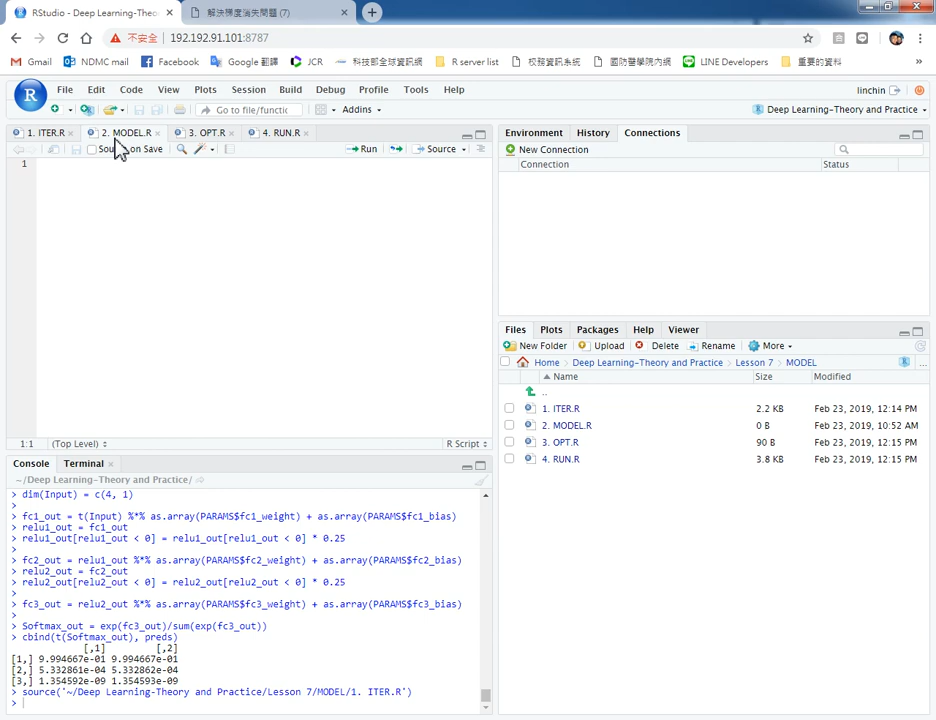 RStudio - Deep Learning-Theo
解決梯度消失問題 (7)
不安全
192.192.91.101:8787
Gmail
NDMC mail
Facebook
Google 翻譯
JCR
科技部全球資訊網
R server list
校務資訊系統
國防醫學院內網
LINE Developers
重要的資料
»
R
File Edit Code View Plots Session Build Debug Profile Tools Help
linchin
Go to file/functic
Addins
Deep Learning-Theory and Practice
1. ITER.R
2. MODEL.R
3. OPT.R
4. RUN.R
on Save
Run
Source
1
1:1
(Top Level)
R Script
Environment History Connections
New Connection
Connection
Status
Files Plots Packages Help Viewer
New Folder Upload Delete Rename More
Home Deep Learning-Theory and Practice Lesson 7 MODEL
...
Name Size Modified
..
1. ITER.R 2.2 KB Feb 23, 2019, 12:14 PM
2. MODEL.R 0 B Feb 23, 2019, 10:52 AM
3. OPT.R 90 B Feb 23, 2019, 12:15 PM
4. RUN.R 3.8 KB Feb 23, 2019, 12:15 PM
Console Terminal
~/Deep Learning-Theory and Practice/
> dim(Input) = c(4, 1)
>
> fc1_out = t(Input) %*% as.array(PARAMS$fc1_weight) + as.array(PARAMS$fc1_bias)
> relu1_out = fc1_out
> relu1_out[relu1_out < 0] = relu1_out[relu1_out < 0] * 0.25
>
> fc2_out = relu1_out %*% as.array(PARAMS$fc2_weight) + as.array(PARAMS$fc2_bias)
> relu2_out = fc2_out
> relu2_out[relu2_out < 0] = relu2_out[relu2_out < 0] * 0.25
>
> fc3_out = relu2_out %*% as.array(PARAMS$fc3_weight) + as.array(PARAMS$fc3_bias)
>
> Softmax_out = exp(fc3_out)/sum(exp(fc3_out))
> cbind(t(Softmax_out), preds)
[,1] [,2]
[1,] 9.994667e-01 9.994667e-01
[2,] 5.332861e-04 5.332862e-04
[3,] 1.354592e-09 1.354593e-09
> source('~/Deep Learning-Theory and Practice/Lesson 7/MODEL/1. ITER.R')
>